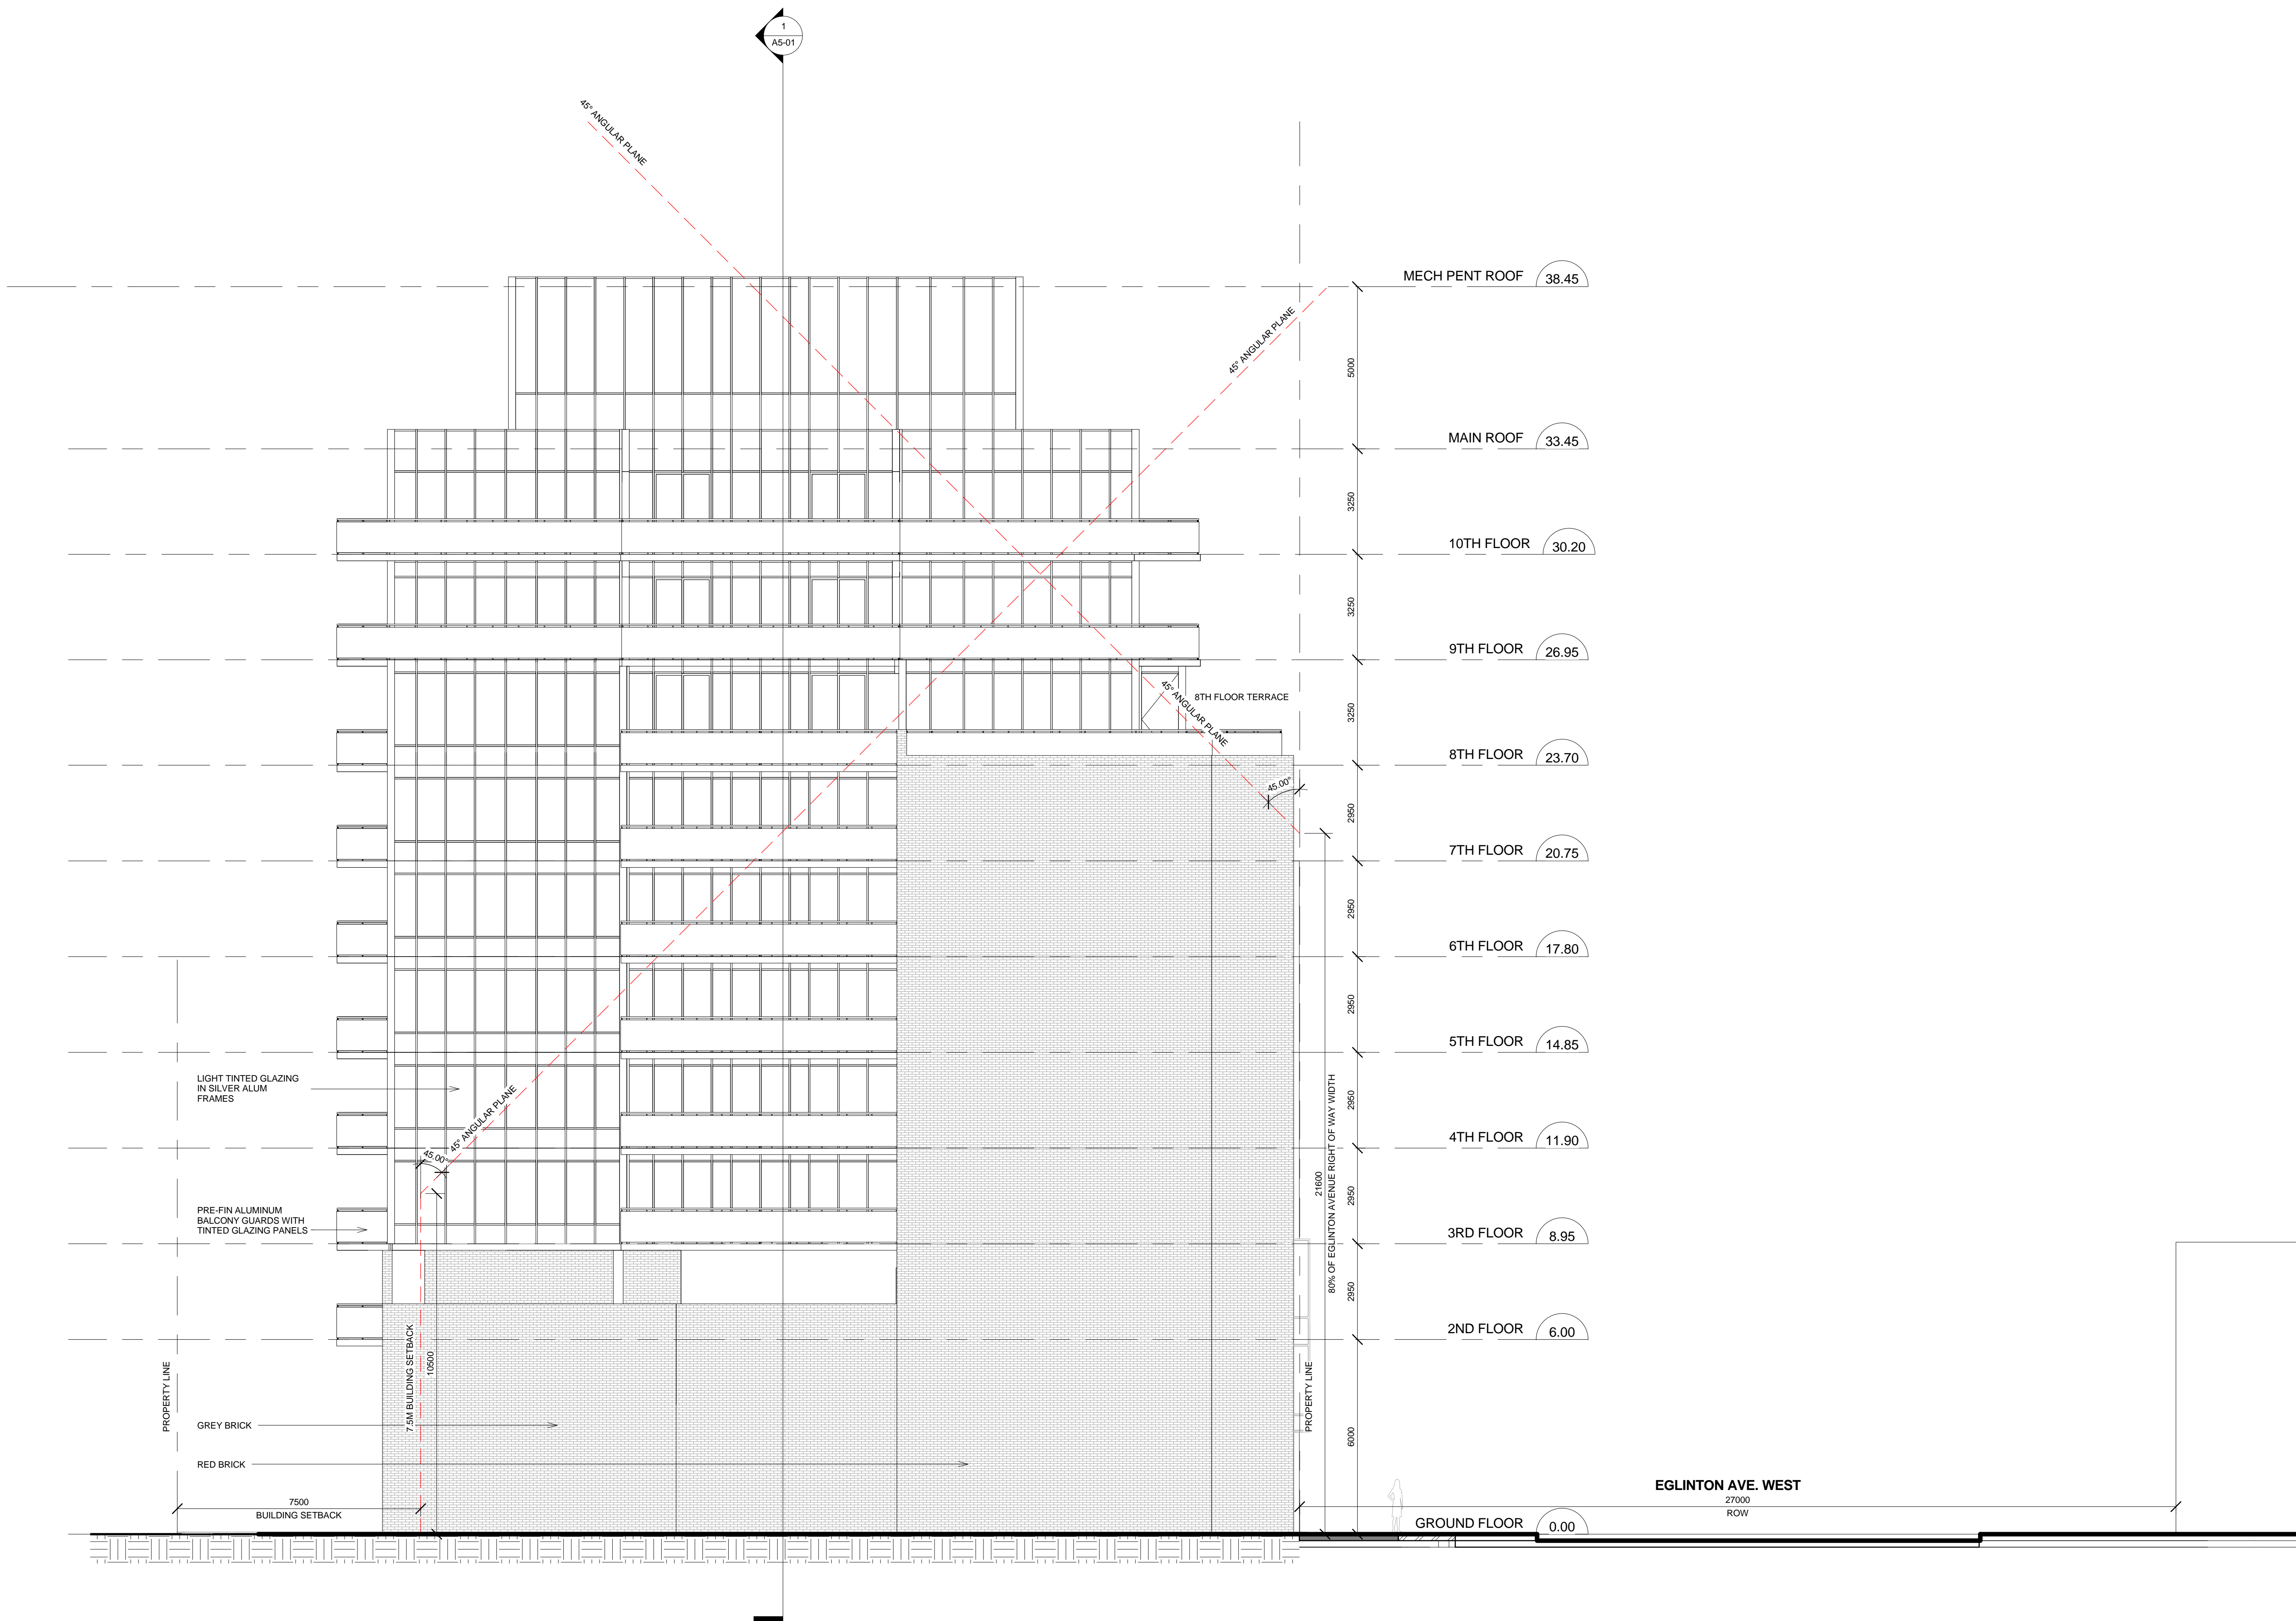 1
A5-01
45° ANGULAR PLANE
MECH PENT ROOF 38.45
45° ANGULAR PLANE
5000
MAIN ROOF 33.45
3250
10TH FLOOR 30.20
3250
9TH FLOOR 26.95
45° ANGULAR PLANE
8TH FLOOR TERRACE
3250
8TH FLOOR 23.70
45.00°
2950
7TH FLOOR 20.75
2950
6TH FLOOR 17.80
2950
5TH FLOOR 14.85
LIGHT TINTED GLAZING
IN SILVER ALUM
FRAMES
45° ANGULAR PLANE
45.00°
2950
4TH FLOOR 11.90
21600
80% OF EGLINTON AVENUE RIGHT OF WAY WIDTH
2950
PRE-FIN ALUMINUM
BALCONY GUARDS WITH
TINTED GLAZING PANELS
3RD FLOOR 8.95
2950
2ND FLOOR 6.00
PROPERTY LINE
7.5M BUILDING SETBACK
10500
PROPERTY LINE
GREY BRICK
6000
RED BRICK
EGLINTON AVE. WEST
7500
BUILDING SETBACK
27000
ROW
GROUND FLOOR 0.00